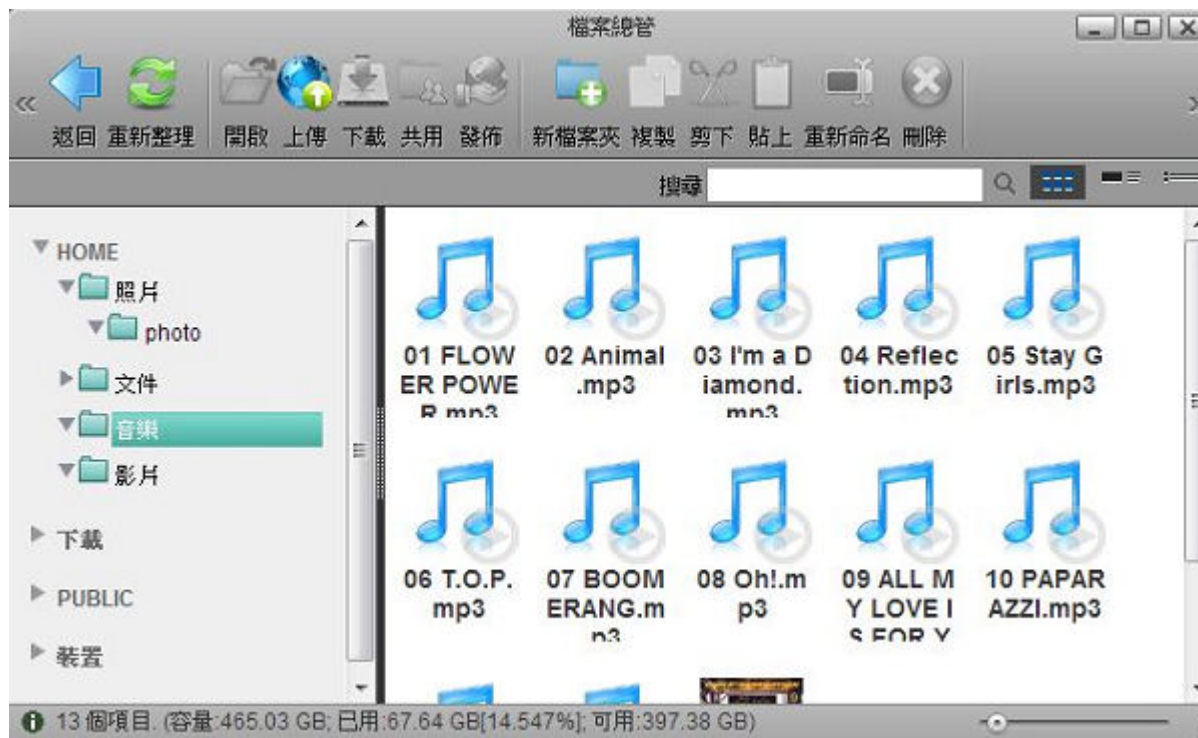 檔案總管
返回 重新整理 開啟 上傳 下載 共用 發佈 新檔案夾 複製 剪下 貼上 重新命名 刪除
搜尋
HOME
照片
photo
文件
音樂
影片
下載
PUBLIC
裝置
01 FLOW
ER POWE
R.mp3
02 Animal
.mp3
03 I'm a D
iamond.
mp3
04 Reflec
tion.mp3
05 Stay G
irls.mp3
06 T.O.P.
mp3
07 BOOM
ERANG.m
p3
08 Oh!.m
p3
09 ALL M
Y LOVE I
S FOR Y
10 PAPAR
AZZI.mp3
13 個項目. (容量:465.03 GB; 已用:67.64 GB[14.547%]; 可用:397.38 GB)